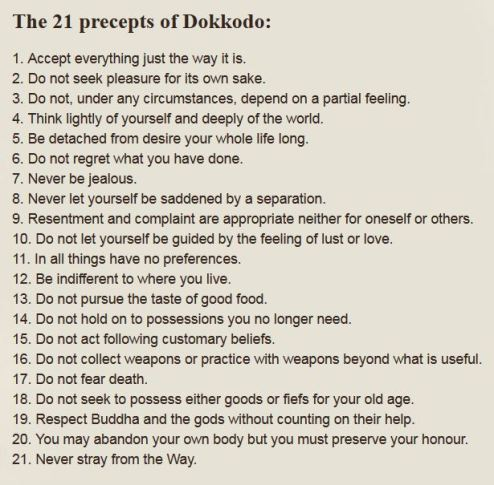 The 21 precepts of Dokkodo:
1. Accept everything just the way it is.
2. Do not seek pleasure for its own sake.
3. Do not, under any circumstances, depend on a partial feeling.
4. Think lightly of yourself and deeply of the world.
5. Be detached from desire your whole life long.
6. Do not regret what you have done.
7. Never be jealous.
8. Never let yourself be saddened by a separation.
9. Resentment and complaint are appropriate neither for oneself or others.
10. Do not let yourself be guided by the feeling of lust or love.
11. In all things have no preferences.
12. Be indifferent to where you live.
13. Do not pursue the taste of good food.
14. Do not hold on to possessions you no longer need.
15. Do not act following customary beliefs.
16. Do not collect weapons or practice with weapons beyond what is useful.
17. Do not fear death.
18. Do not seek to possess either goods or fiefs for your old age.
19. Respect Buddha and the gods without counting on their help.
20. You may abandon your own body but you must preserve your honour.
21. Never stray from the Way.